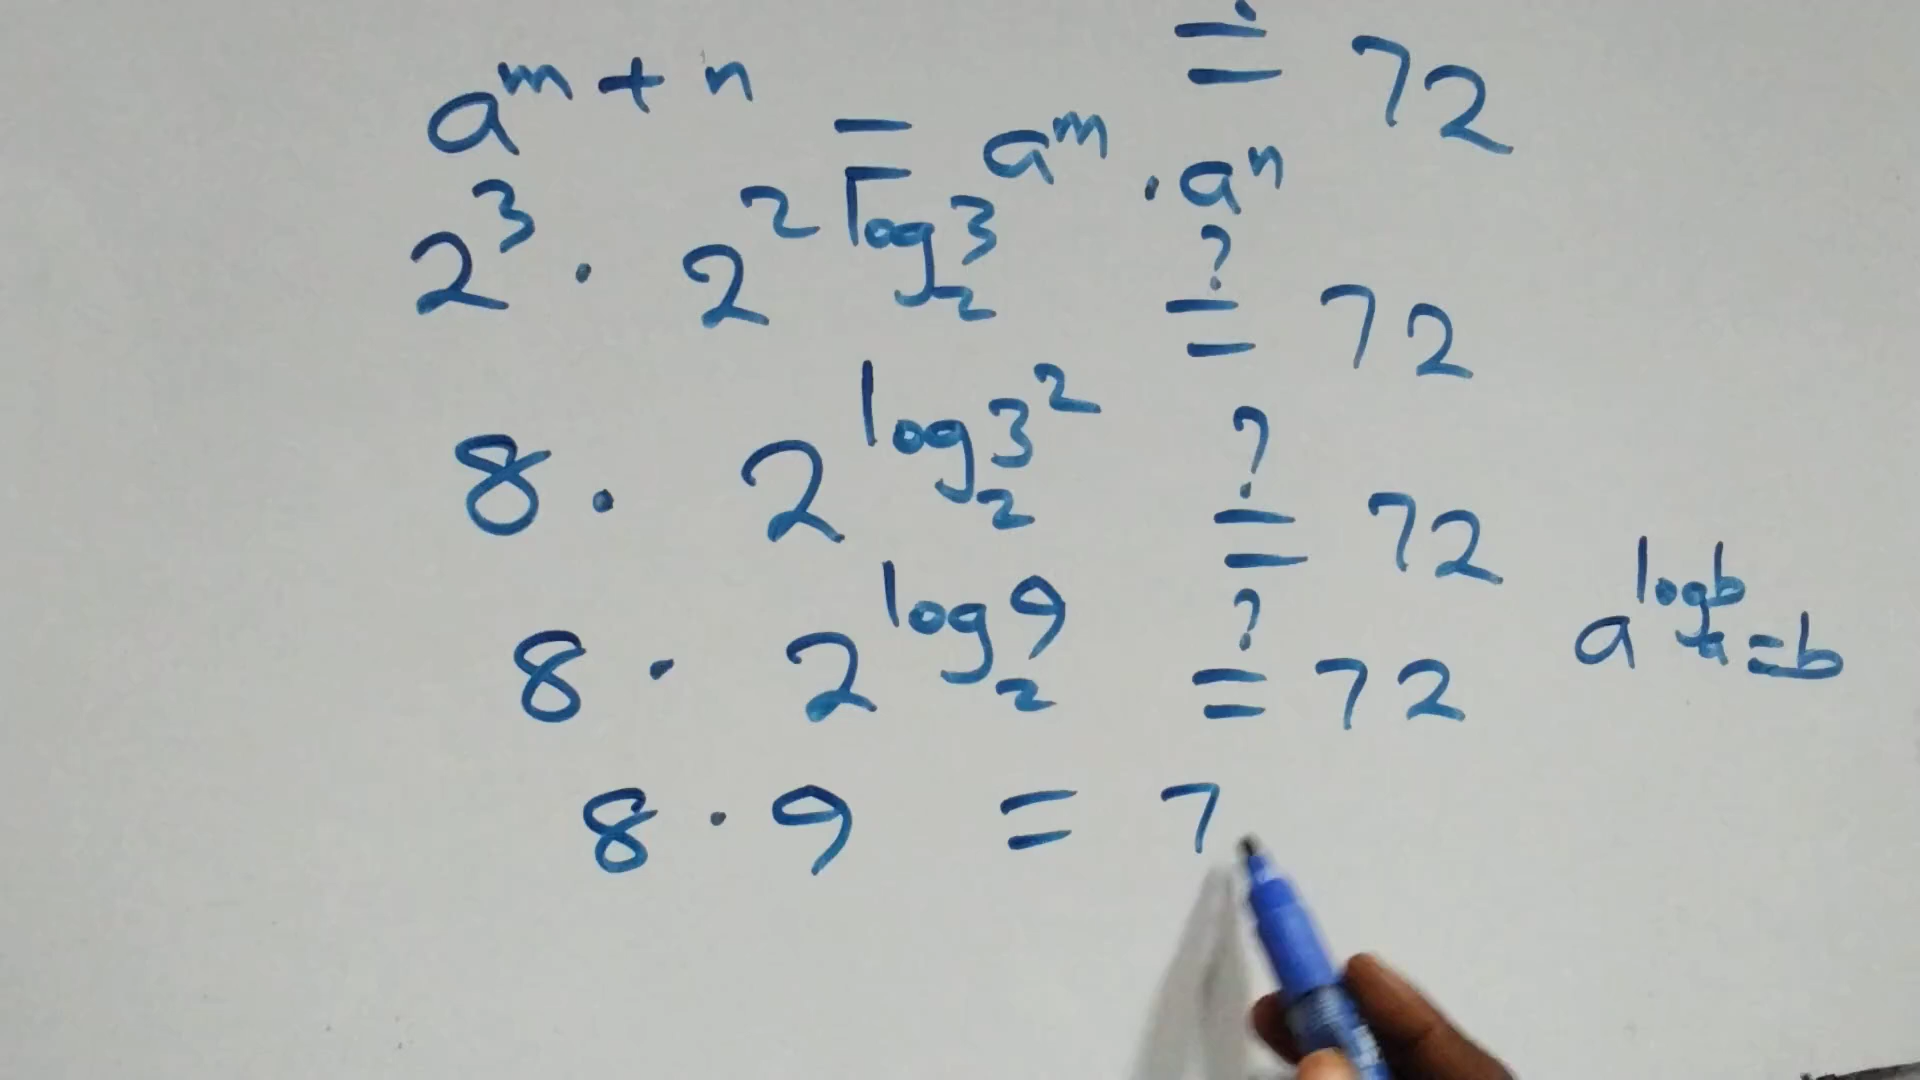 = 72
a^{m+n} = a^m · a^n
2^3 · 2^{2 log_2 3} ?= 72
8 · 2^{log_2 3^2} ?= 72
8 · 2^{log_2 9} ?= 72
a^{log_a b} = b
8 · 9 = 7